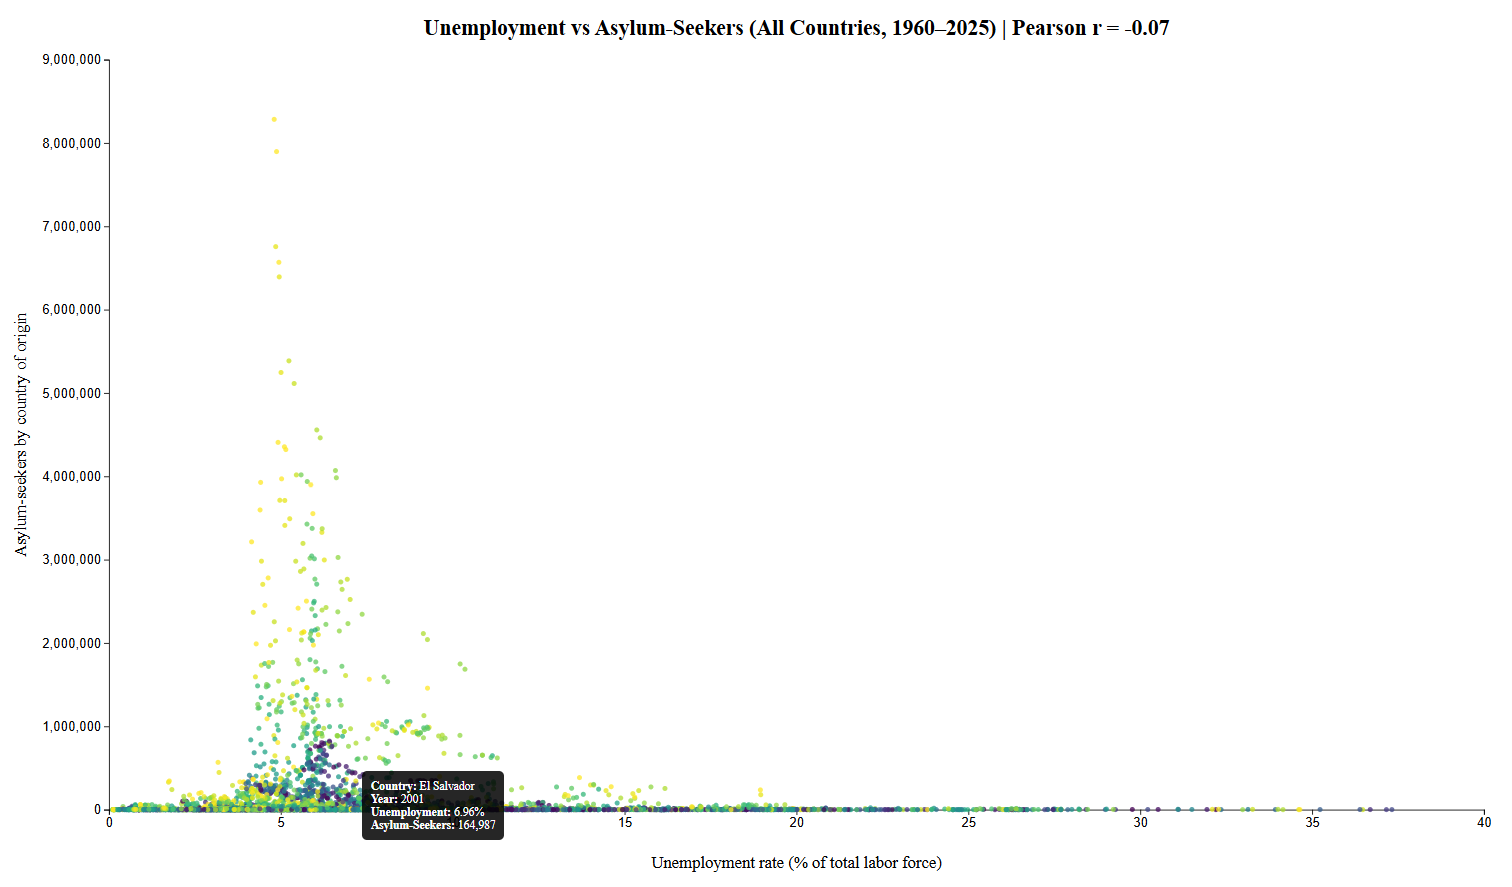 Unemployment vs Asylum-Seekers (All Countries, 1960–2025) | Pearson r = -0.07
9,000,000
8,000,000
7,000,000
6,000,000
5,000,000
4,000,000
3,000,000
2,000,000
1,000,000
0
Asylum-seekers by country of origin
Country: El Salvador
Year: 2001
Unemployment: 6.96%
Asylum-Seekers: 164,987
0 5 15 20 25 30 35 40
Unemployment rate (% of total labor force)